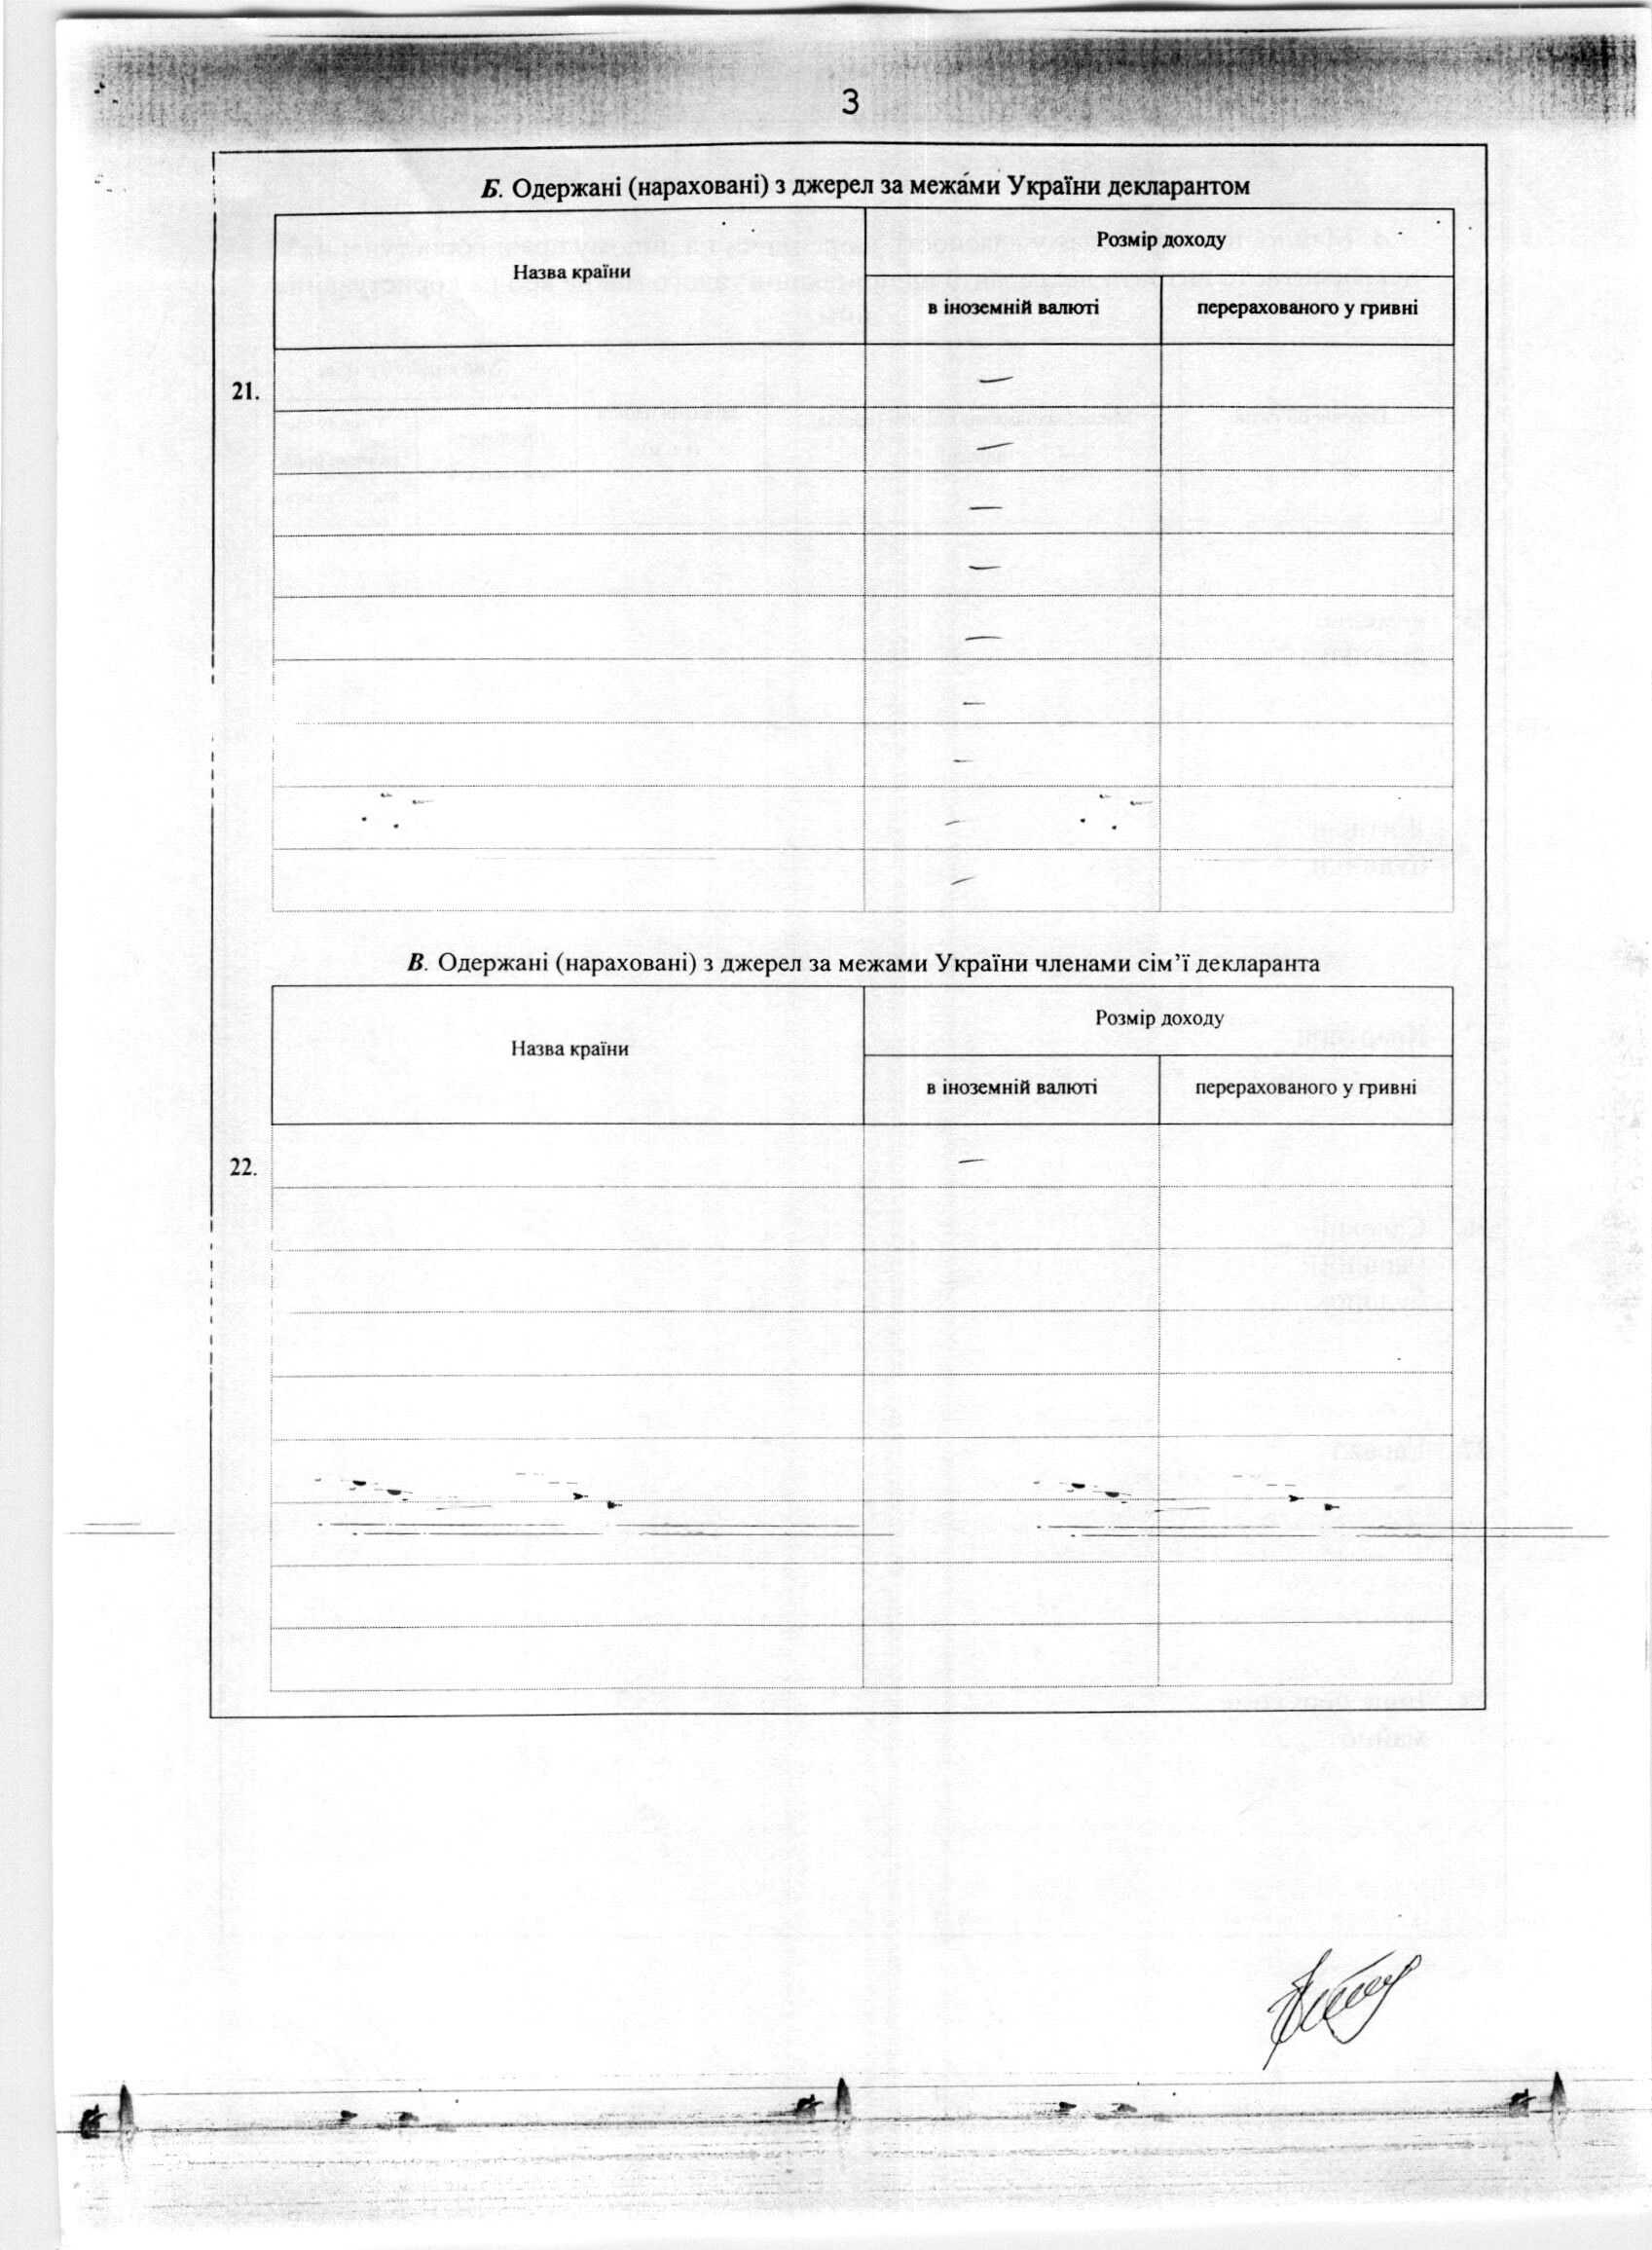 3
Б. Одержані (нараховані) з джерел за межами України декларантом
Назва країни
Розмір доходу
в іноземній валюті
перерахованого у гривні
21.
—
—
—
—
—
—
—
—
—
В. Одержані (нараховані) з джерел за межами України членами сім’ї декларанта
Назва країни
Розмір доходу
в іноземній валюті
перерахованого у гривні
22.
—